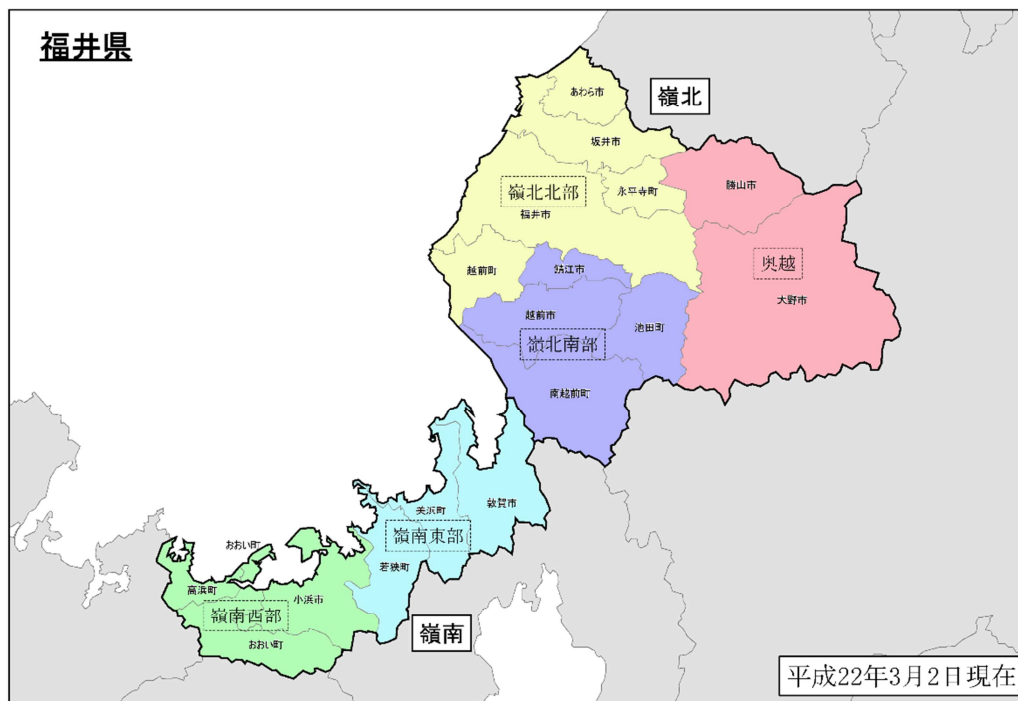 福井県
嶺北
あわら市
坂井市
勝山市
嶺北北部
永平寺町
福井市
奥越
越前町
鯖江市
大野市
越前市
池田町
嶺北南部
南越前町
美浜町
敦賀市
嶺南東部
おおい町
若狭町
高浜町
小浜市
嶺南西部
嶺南
おおい町
平成22年3月2日現在